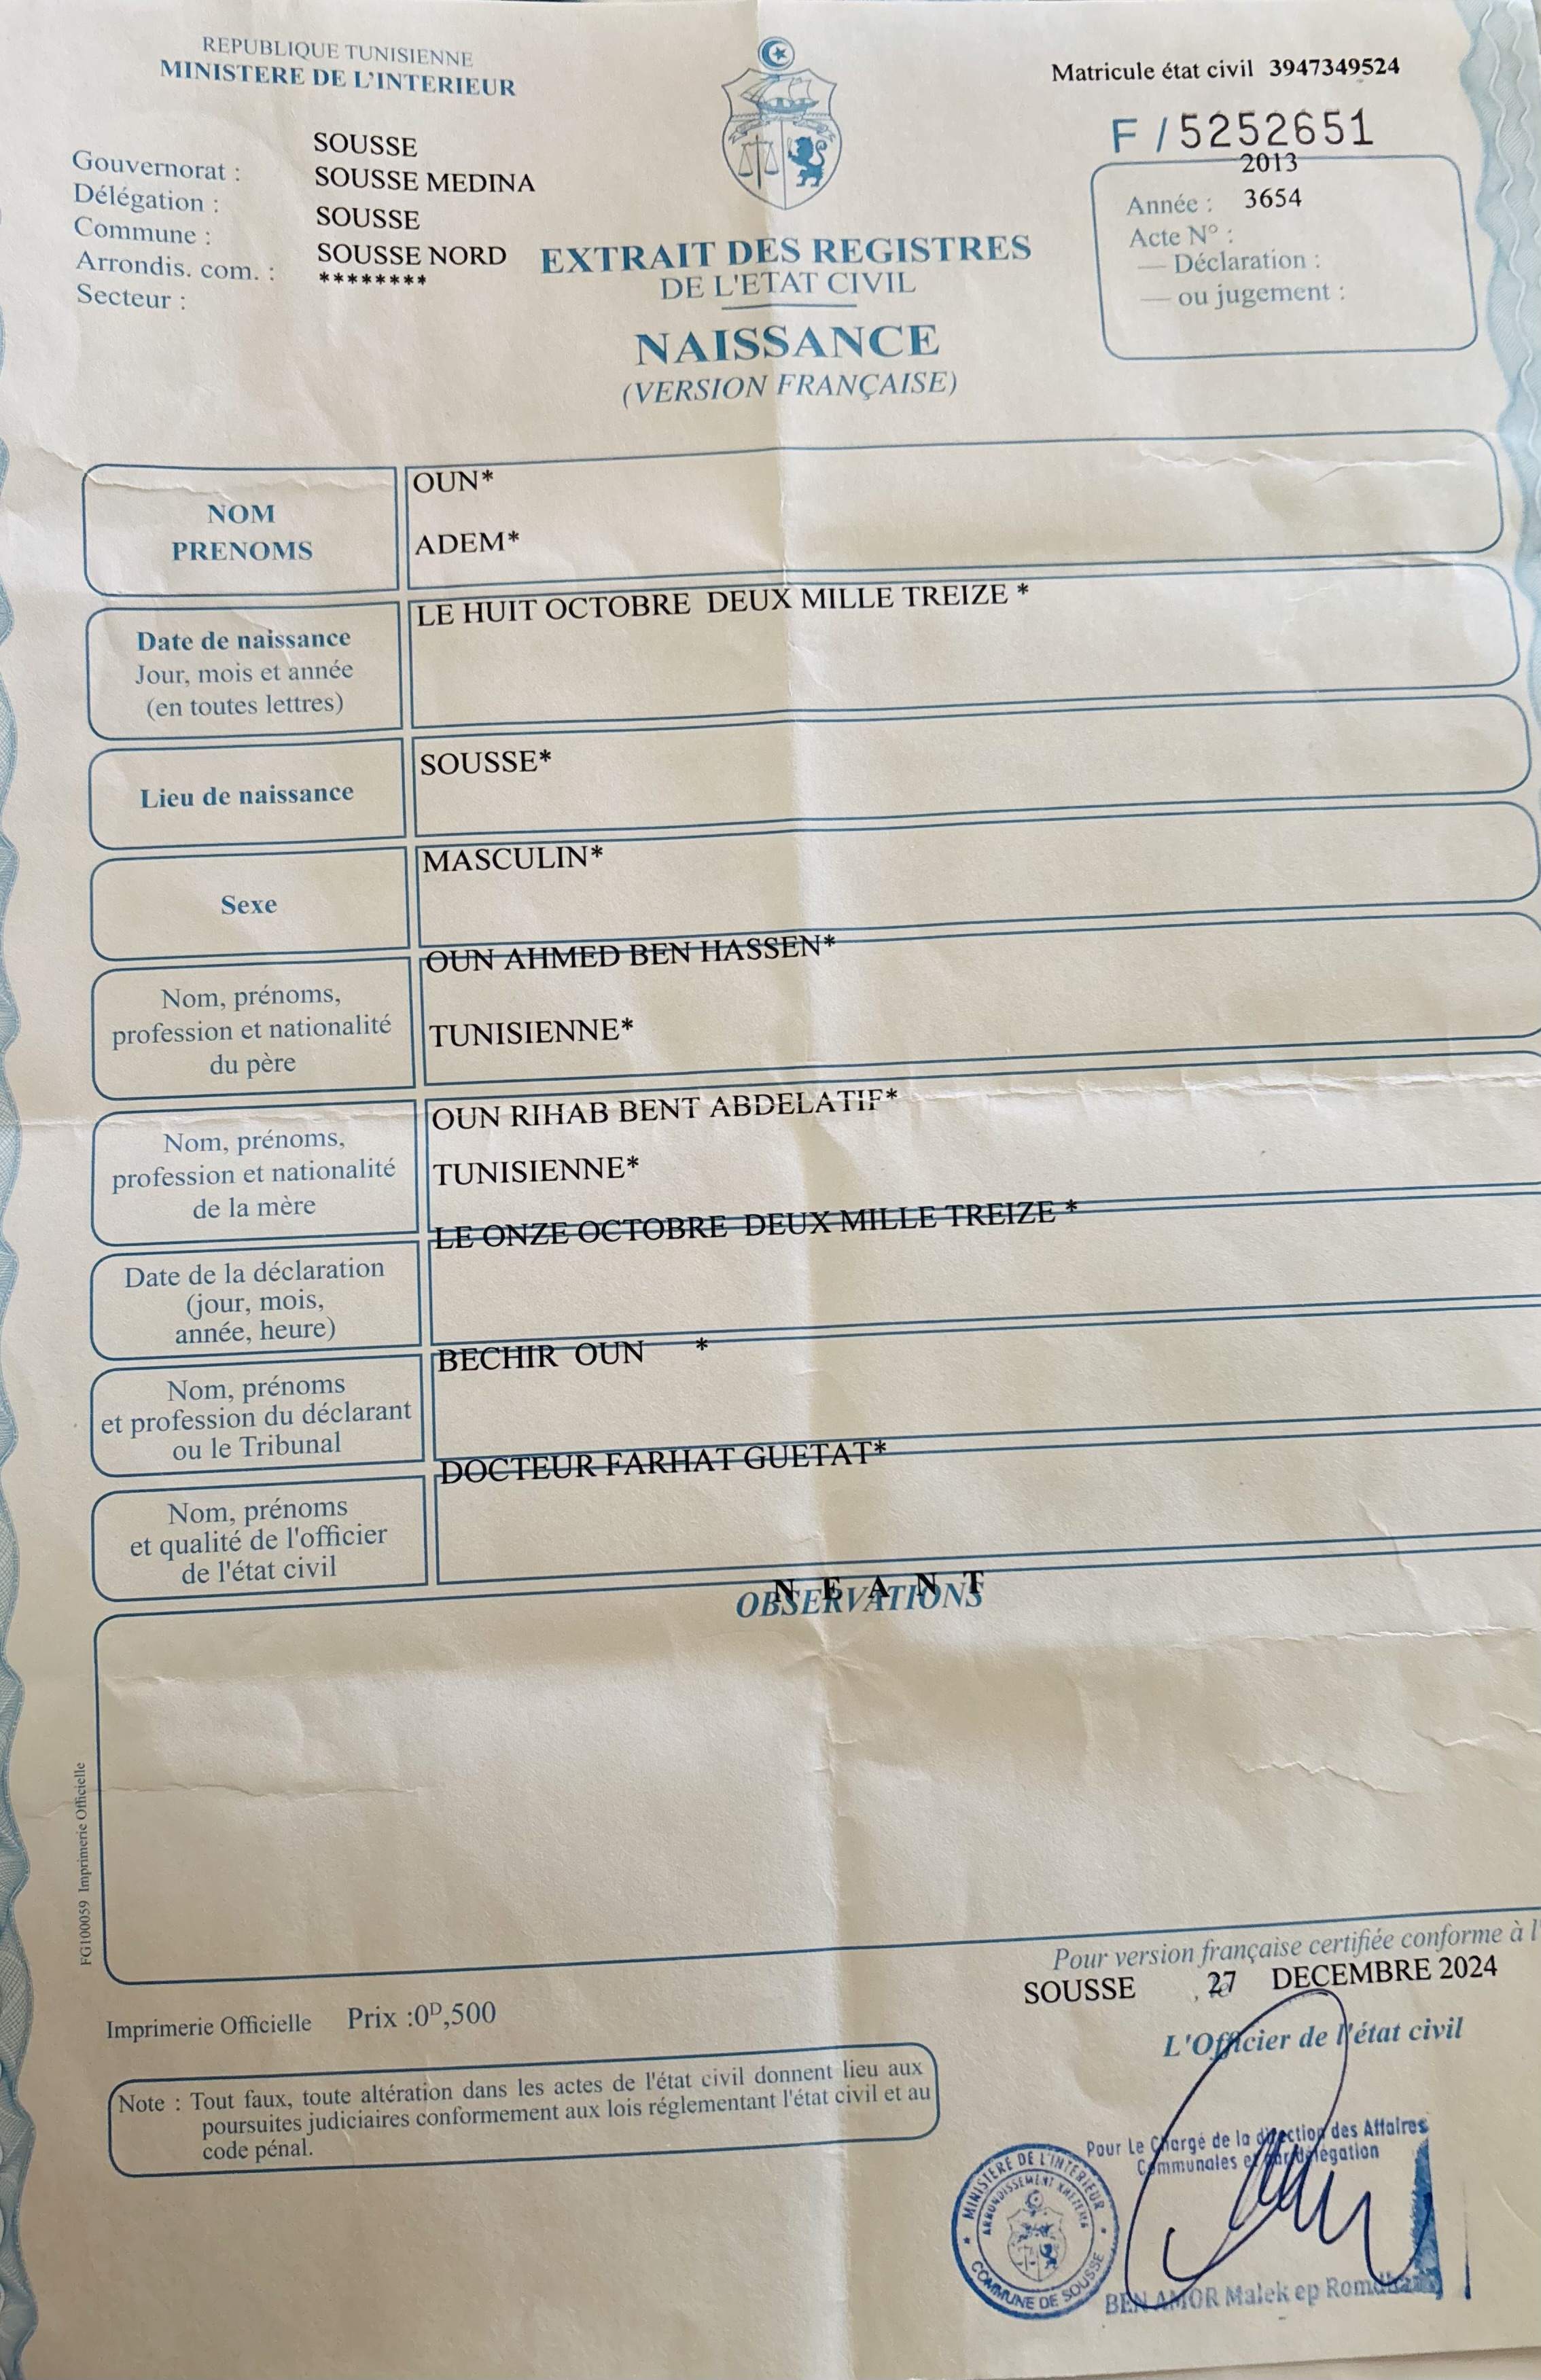 REPUBLIQUE TUNISIENNE
MINISTERE DE L'INTERIEUR
Matricule état civil 3947349524
F / 5252651
Gouvernorat : SOUSSE
Délégation : SOUSSE MEDINA
Commune : SOUSSE
Arrondis. com. : SOUSSE NORD
Secteur : ********
2013
Année : 3654
Acte N° :
— Déclaration :
— ou jugement :
EXTRAIT DES REGISTRES
DE L'ETAT CIVIL
NAISSANCE
(VERSION FRANÇAISE)
NOM
PRENOMS
OUN*
ADEM*
Date de naissance
Jour, mois et année
(en toutes lettres)
LE HUIT OCTOBRE DEUX MILLE TREIZE *
Lieu de naissance
SOUSSE*
Sexe
MASCULIN*
Nom, prénoms,
profession et nationalité
du père
OUN AHMED BEN HASSEN*
TUNISIENNE*
Nom, prénoms,
profession et nationalité
de la mère
OUN RIHAB BENT ABDELATIF*
TUNISIENNE*
Date de la déclaration
(jour, mois,
année, heure)
LE ONZE OCTOBRE DEUX MILLE TREIZE *
Nom, prénoms
et profession du déclarant
ou le Tribunal
BECHIR OUN *
Nom, prénoms
et qualité de l'officier
de l'état civil
DOCTEUR FARHAT GUETAT*
N E A N T
OBSERVATIONS
FG100059 Imprimerie Officielle
Pour version française certifiée conforme à l'
SOUSSE , le 27 DECEMBRE 2024
L'Officier de l'état civil
Imprimerie Officielle Prix :0D,500
Note : Tout faux, toute altération dans les actes de l'état civil donnent lieu aux
poursuites judiciaires conformement aux lois réglementant l'état civil et au
code pénal.
Pour Le Chargé de la direction des Affaires
Communales et par délégation
MINISTERE DE L'INTERIEUR
ARRONDISSEMENT KHEZEMA
COMMUNE DE SOUSSE
BEN AMOR Malek ep